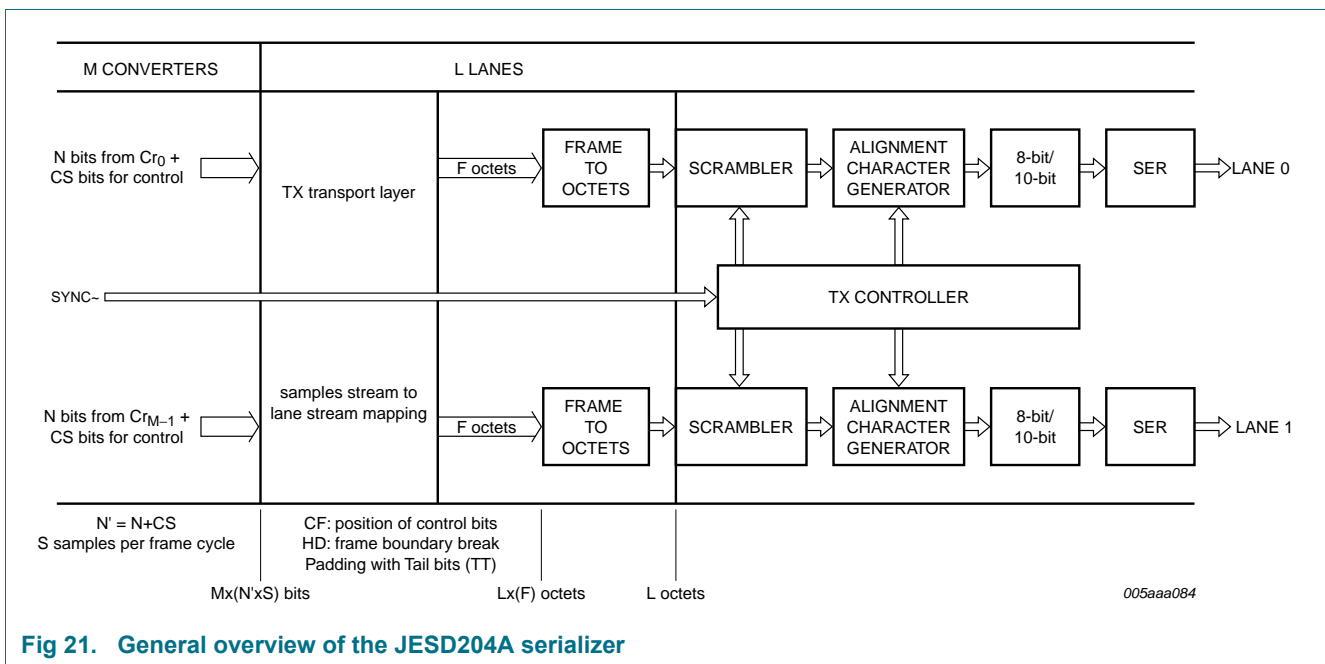 M CONVERTERS
L LANES
N bits from Cr0 +
CS bits for control
TX transport layer
F octets
FRAME
TO
OCTETS
SCRAMBLER
ALIGNMENT
CHARACTER
GENERATOR
8-bit/
10-bit
SER
LANE 0
SYNC~
TX CONTROLLER
N bits from CrM−1 +
CS bits for control
samples stream to
lane stream mapping
F octets
FRAME
TO
OCTETS
SCRAMBLER
ALIGNMENT
CHARACTER
GENERATOR
8-bit/
10-bit
SER
LANE 1
N' = N+CS
S samples per frame cycle
CF: position of control bits
HD: frame boundary break
Padding with Tail bits (TT)
Mx(N'xS) bits
Lx(F) octets
L octets
005aaa084
Fig 21. General overview of the JESD204A serializer